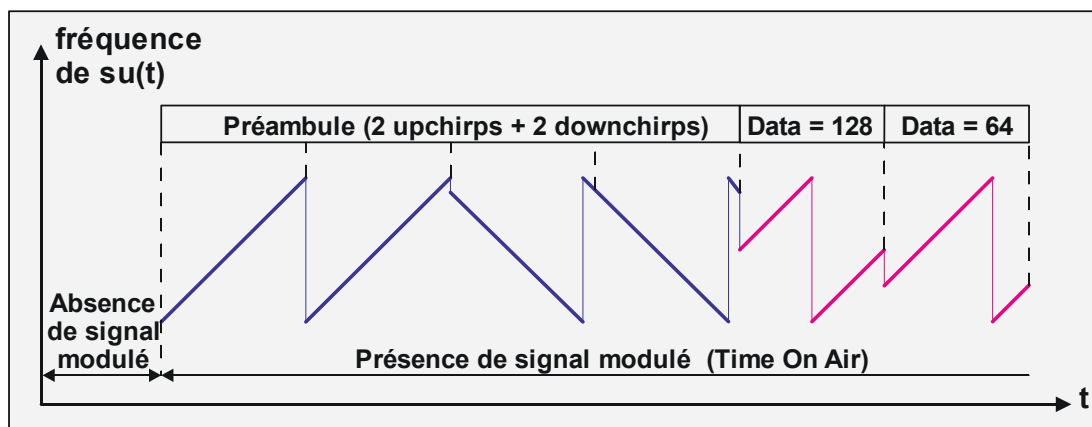 fréquence
de su(t)
Préambule (2 upchirps + 2 downchirps)
Data = 128
Data = 64
Absence
de signal
modulé
Présence de signal modulé (Time On Air)
t